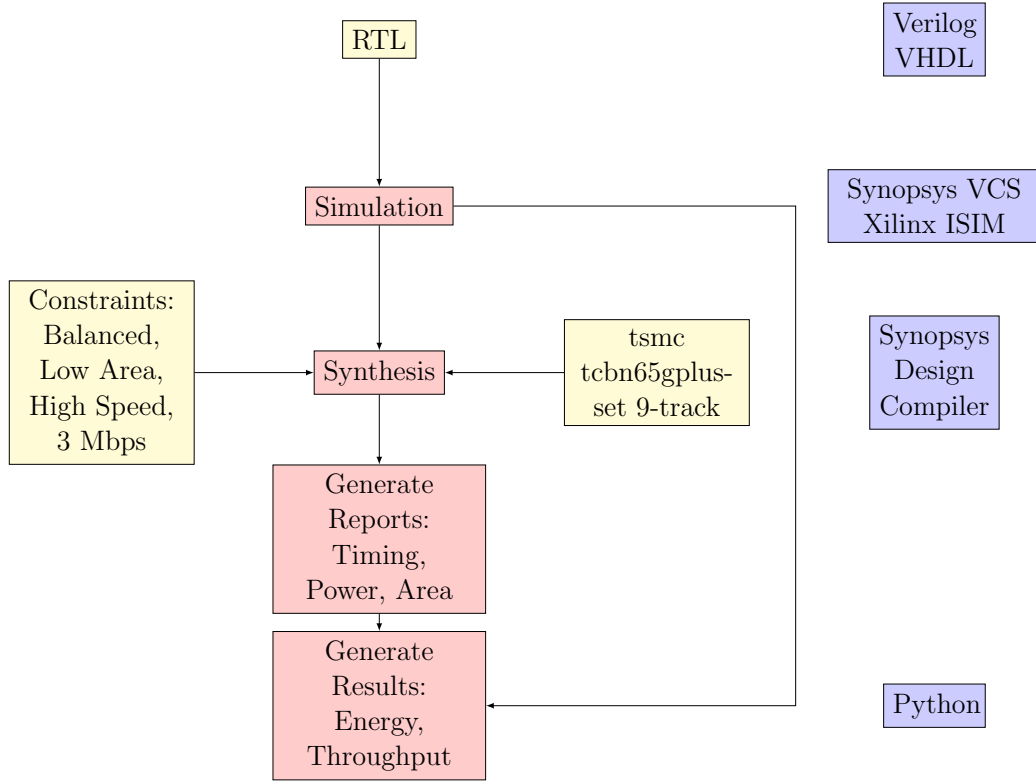 RTL
Verilog
VHDL
Simulation
Synopsys VCS
Xilinx ISIM
Constraints:
Balanced,
Low Area,
High Speed,
3 Mbps
Synthesis
tsmc
tcbn65gplus-
set 9-track
Synopsys
Design
Compiler
Generate
Reports:
Timing,
Power, Area
Generate
Results:
Energy,
Throughput
Python